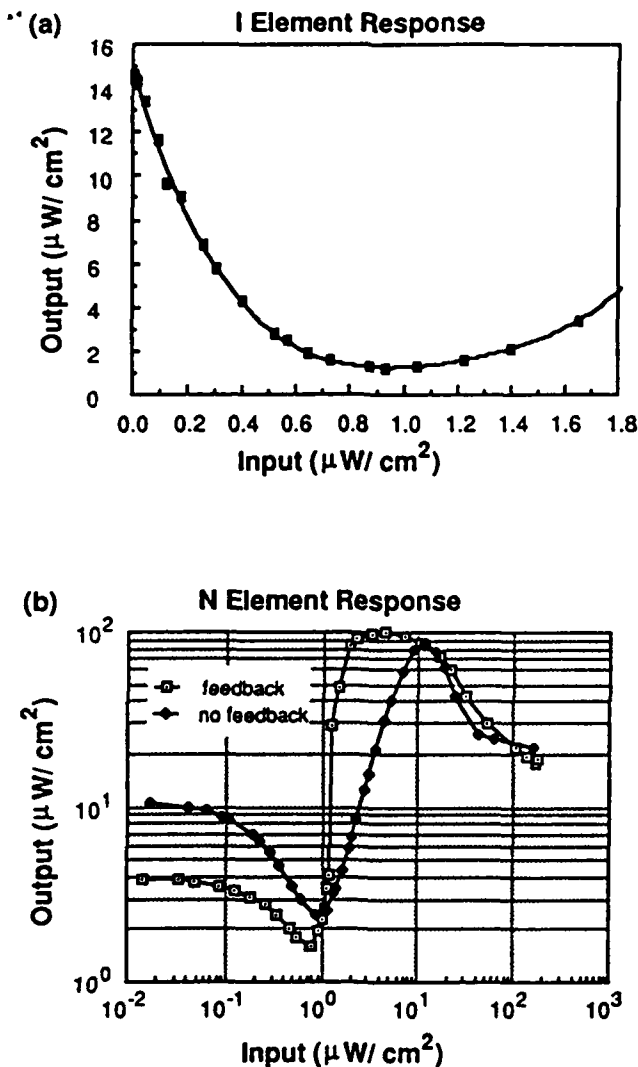 (a) I Element Response
16
14
12
10
8
6
4
2
0
Output (μW/ cm²)
0.0 0.2 0.4 0.6 0.8 1.0 1.2 1.4 1.6 1.8
Input (μW/ cm²)
(b) N Element Response
10²
10¹
10⁰
Output (μW/ cm²)
feedback
no feedback
10⁻² 10⁻¹ 10⁰ 10¹ 10² 10³
Input (μW/ cm²)